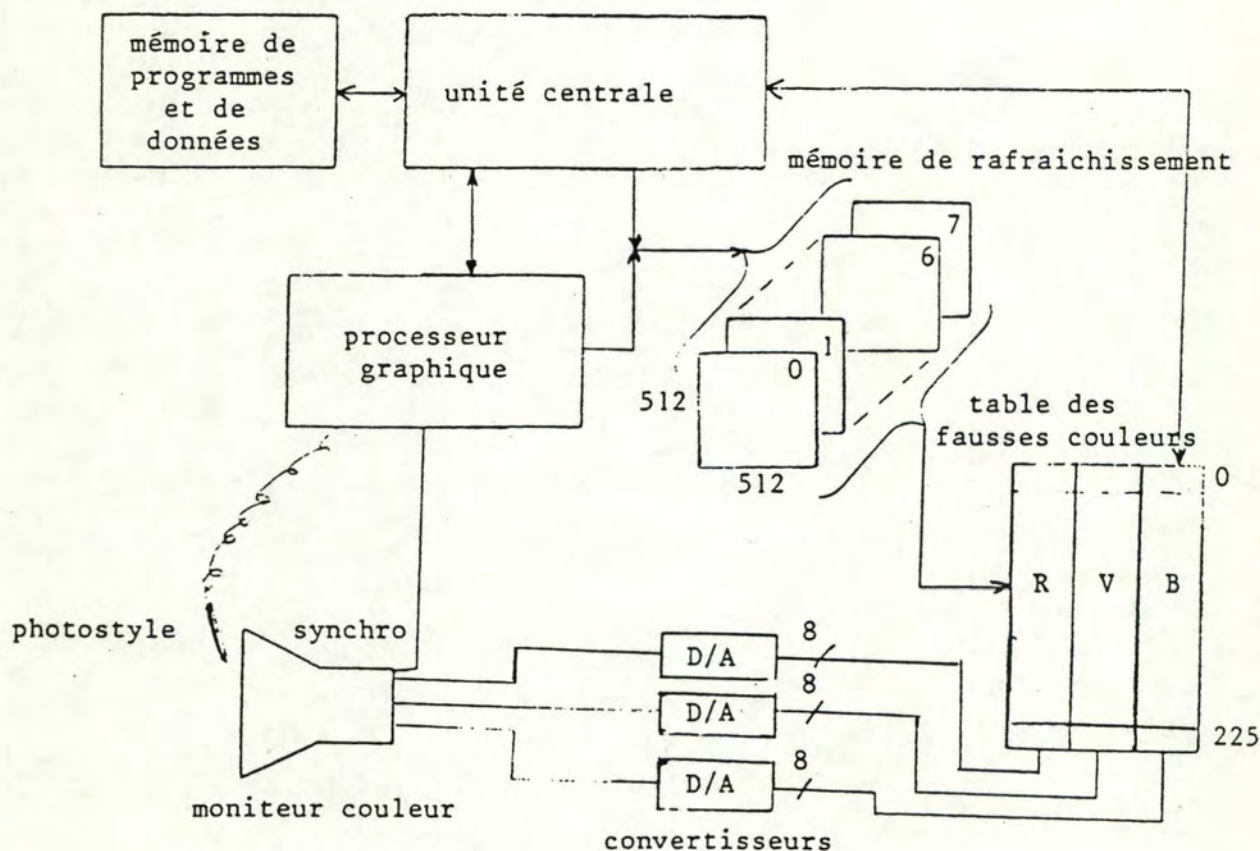 mémoire de
programmes
et de
données
unité centrale
mémoire de rafraichissement
7
6
1
0
512
512
processeur
graphique
table des
fausses couleurs
0
R V B
225
photostyle
synchro
D/A
8
D/A
8
D/A
8
moniteur couleur
convertisseurs